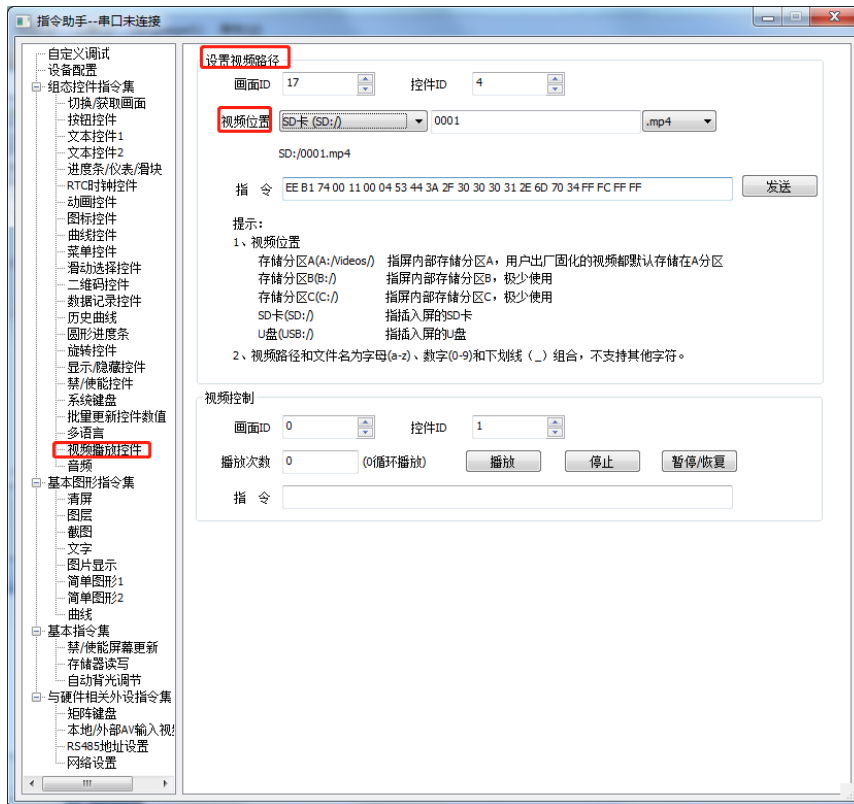 指令助手--串口未连接
自定义调试
设备配置
组态控件指令集
切换/获取画面
按钮控件
文本控件1
文本控件2
进度条/仪表/滑块
RTC时钟控件
动画控件
图标控件
曲线控件
菜单控件
滑动选择控件
二维码控件
数据记录控件
历史曲线
圆形进度条
旋转控件
显示/隐藏控件
禁/使能控件
系统键盘
批量更新控件数值
多语言
视频播放控件
音频
基本图形指令集
清屏
图层
截图
文字
图片显示
简单图形1
简单图形2
曲线
基本指令集
禁/使能屏幕更新
存储器读写
自动背光调节
与硬件相关外设指令集
矩阵键盘
本地/外部AV输入视
RS485地址设置
网络设置
设置视频路径
画面ID 17 控件ID 4
视频位置 SD卡 (SD:/) 0001 .mp4
SD:/0001.mp4
指 令 EE B1 74 00 11 00 04 53 44 3A 2F 30 30 30 31 2E 6D 70 34 FF FC FF FF 发送
提示:
1、视频位置
存储分区A(A:/Videos/) 指屏内部存储分区A，用户出厂固化的视频都默认存储在A分区
存储分区B(B:/) 指屏内部存储分区B，极少使用
存储分区C(C:/) 指屏内部存储分区C，极少使用
SD卡(SD:/) 指插入屏的SD卡
U盘(USB:/) 指插入屏的U盘
2、视频路径和文件名为字母(a-z)、数字(0-9)和下划线（_）组合，不支持其他字符。
视频控制
画面ID 0 控件ID 1
播放次数 0 (0循环播放) 播放 停止 暂停/恢复
指 令